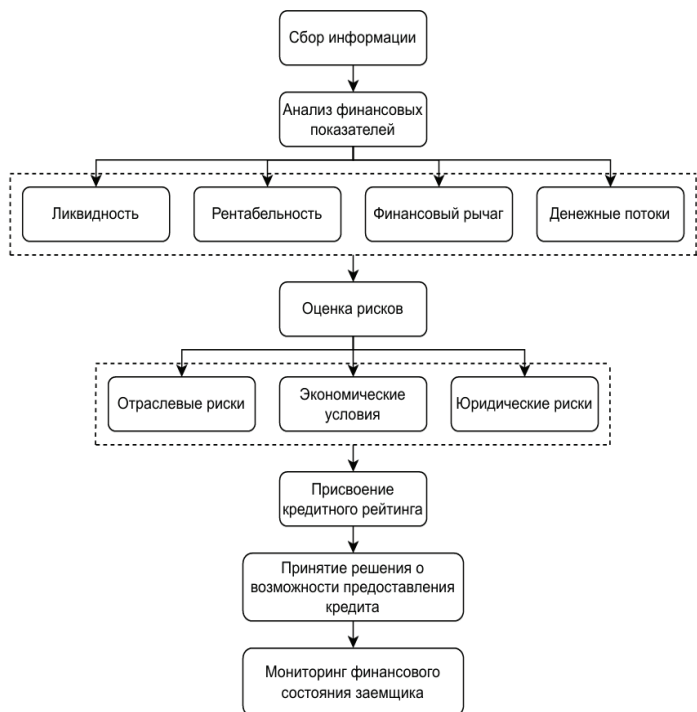 Сбор информации
Анализ финансовых
показателей
Ликвидность
Рентабельность
Финансовый рычаг
Денежные потоки
Оценка рисков
Отраслевые риски
Экономические
условия
Юридические риски
Присвоение
кредитного рейтинга
Принятие решения о
возможности предоставления
кредита
Мониторинг финансового
состояния заемщика